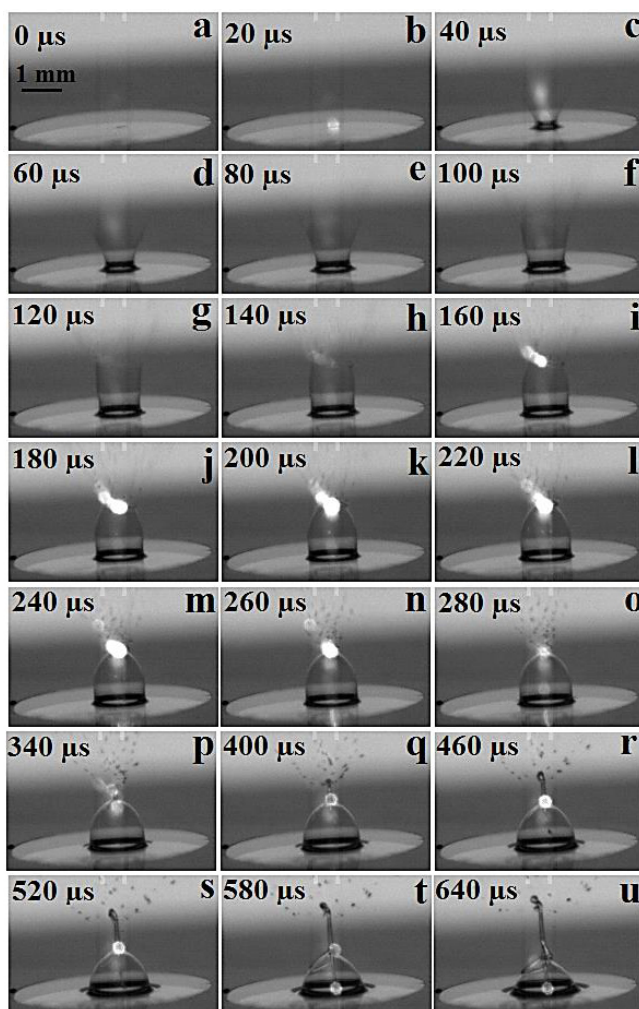 0 μs a
1 mm
20 μs b
40 μs c
60 μs d
80 μs e
100 μs f
120 μs g
140 μs h
160 μs i
180 μs j
200 μs k
220 μs l
240 μs m
260 μs n
280 μs o
340 μs p
400 μs q
460 μs r
520 μs s
580 μs t
640 μs u